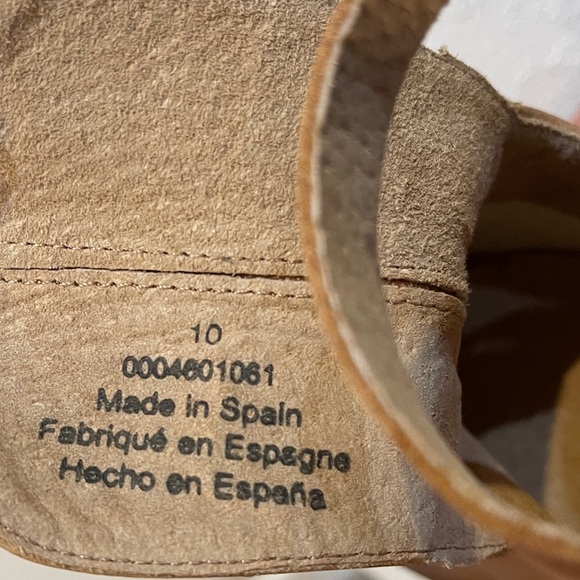 10
0004601061
Made in Spain
Fabriqué en Espagne
Hecho en España